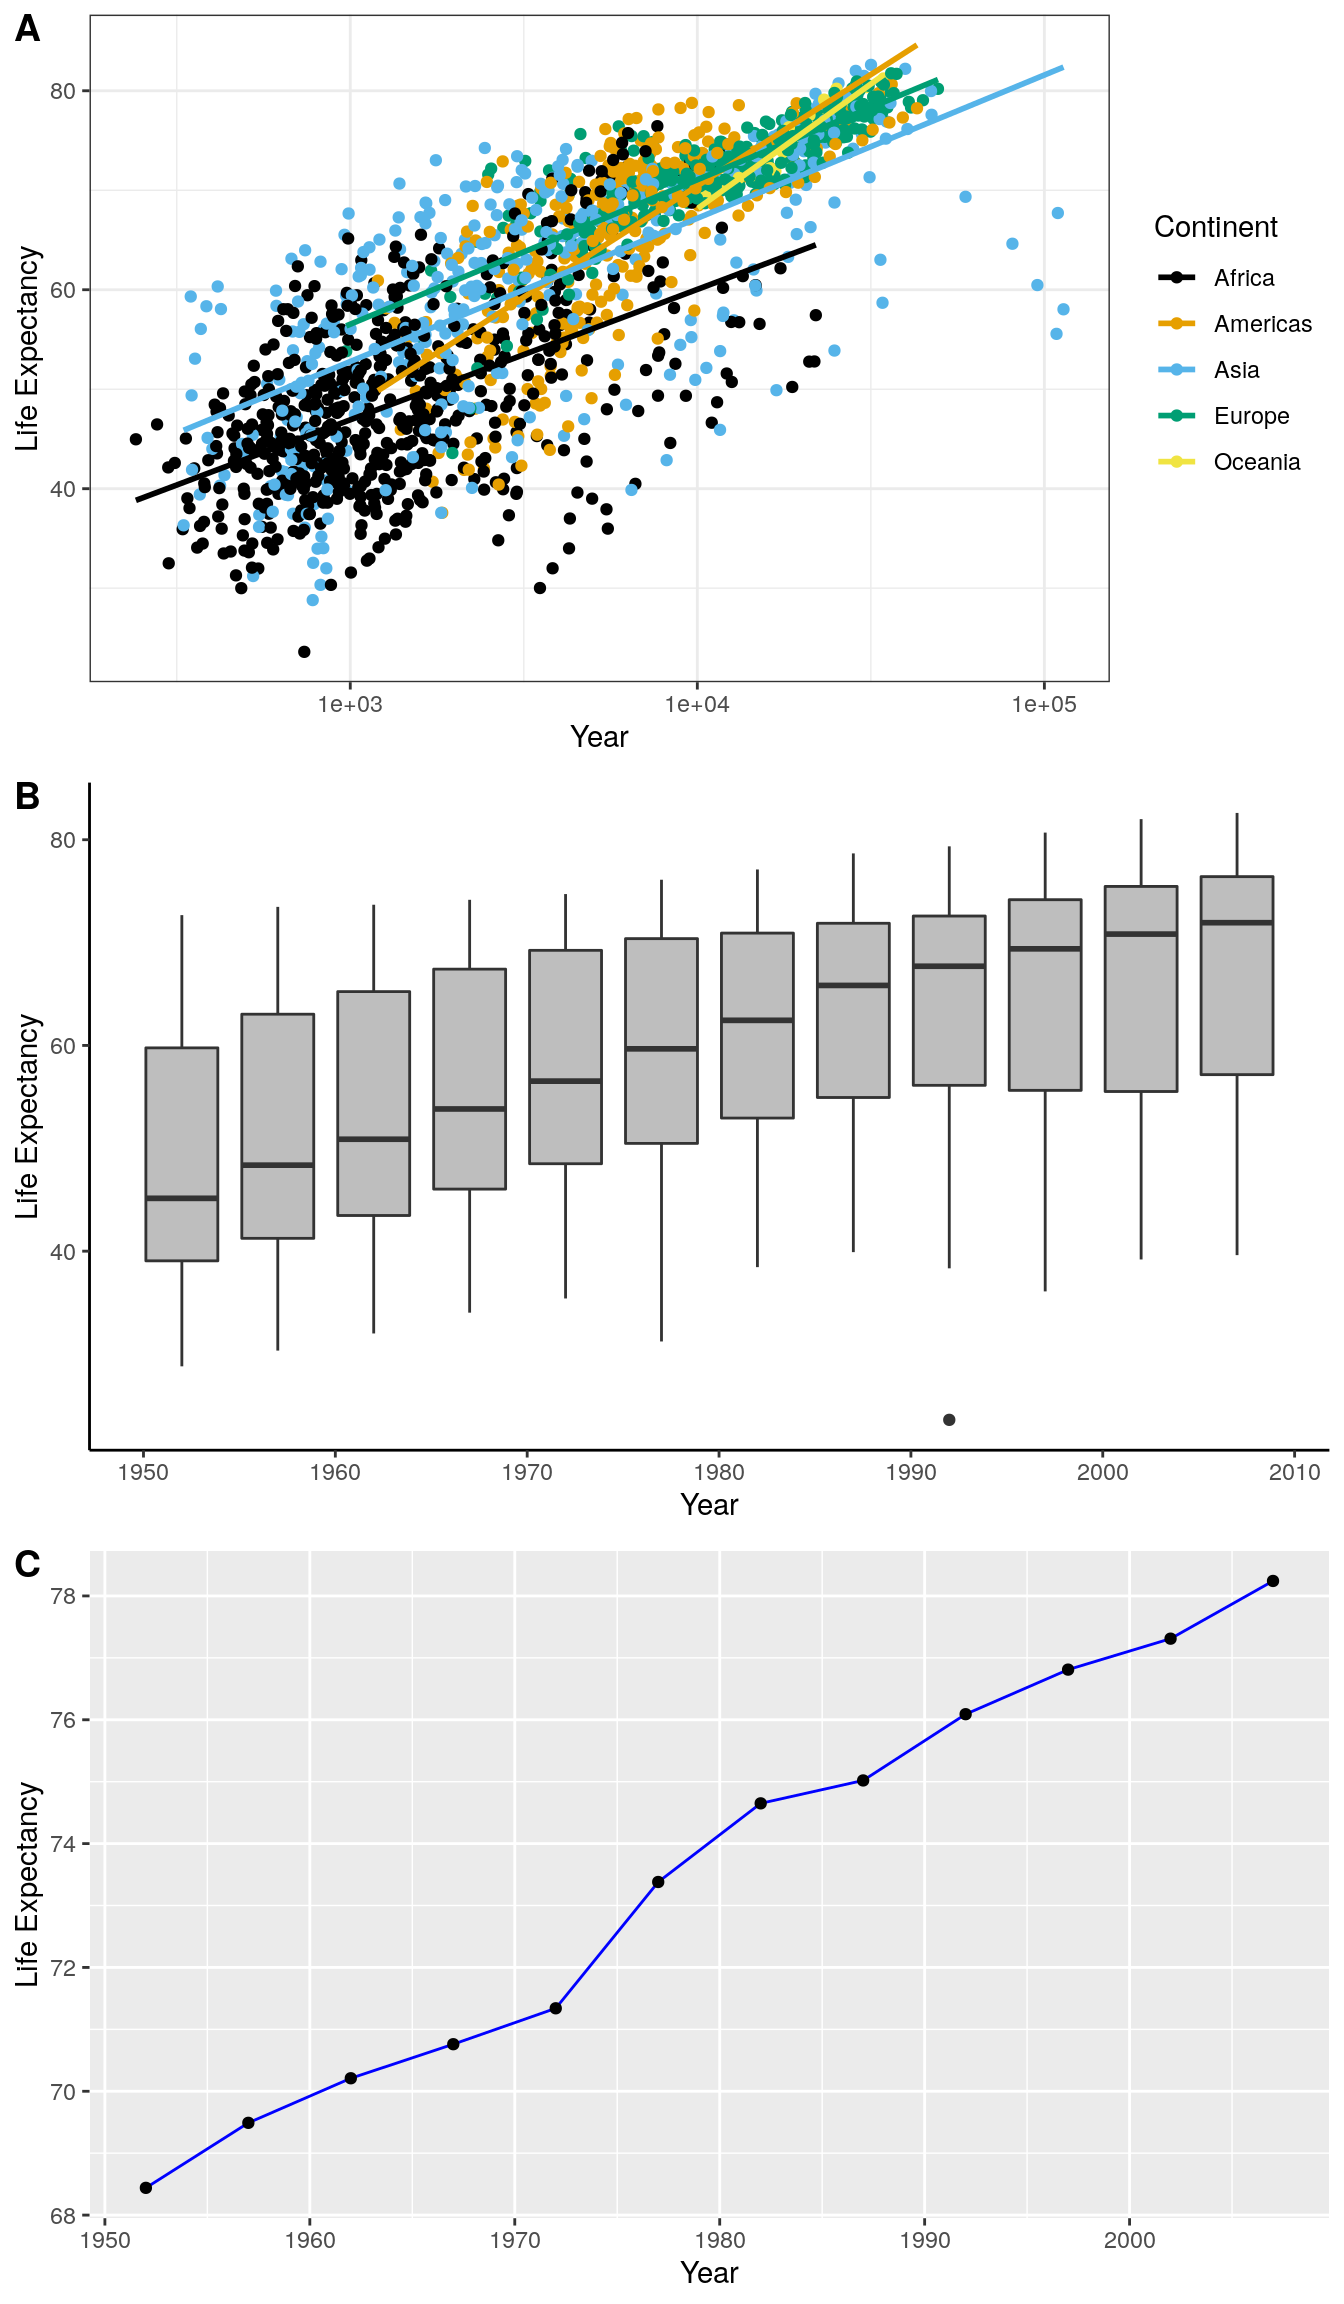 A
80
60
40
Life Expectancy
1e+03 1e+04 1e+05
Year
Continent
Africa
Americas
Asia
Europe
Oceania
B
80
60
40
Life Expectancy
1950 1960 1970 1980 1990 2000 2010
Year
C
78
76
74
72
70
68
Life Expectancy
1950 1960 1970 1980 1990 2000
Year